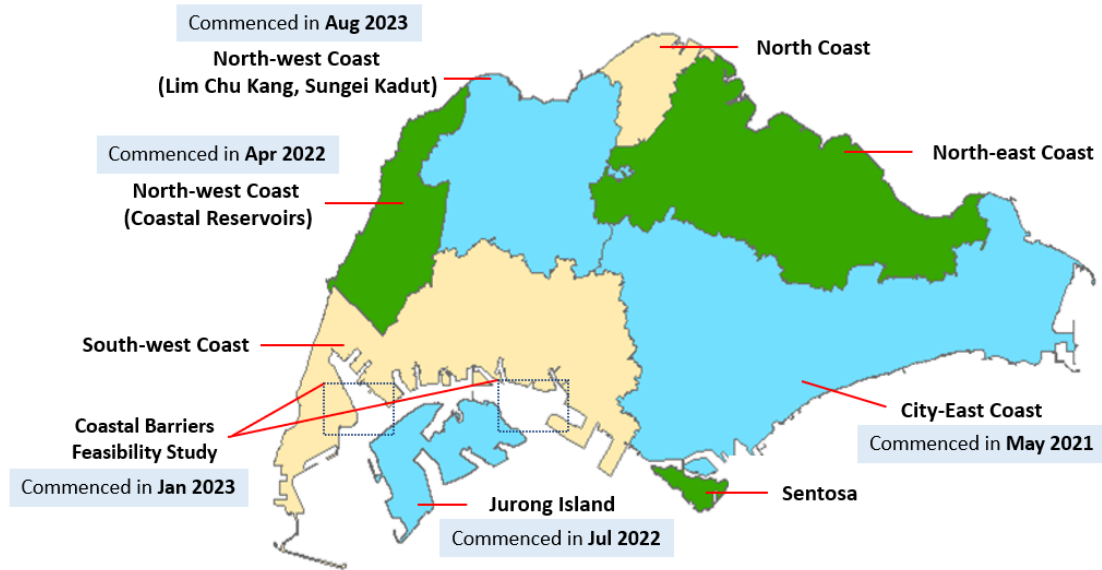 Commenced in Aug 2023
North-west Coast
(Lim Chu Kang, Sungei Kadut)
North Coast
Commenced in Apr 2022
North-west Coast
(Coastal Reservoirs)
North-east Coast
South-west Coast
Coastal Barriers
Feasibility Study
Commenced in Jan 2023
City-East Coast
Commenced in May 2021
Jurong Island
Commenced in Jul 2022
Sentosa